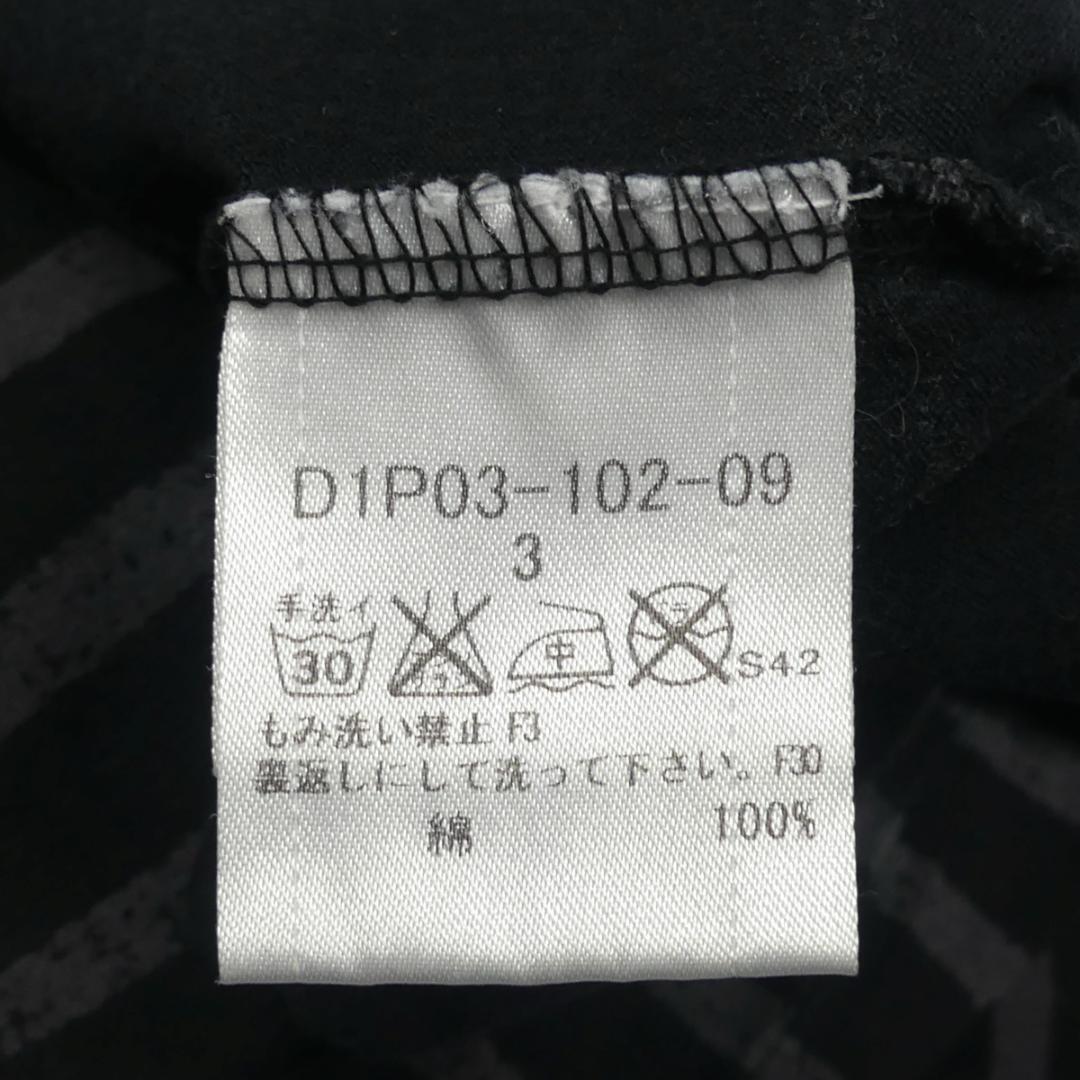 D1P03-102-09
3
手洗イ
30
中
S42
もみ洗い禁止 F3
裏返しにして洗って下さい。F30
綿 100%